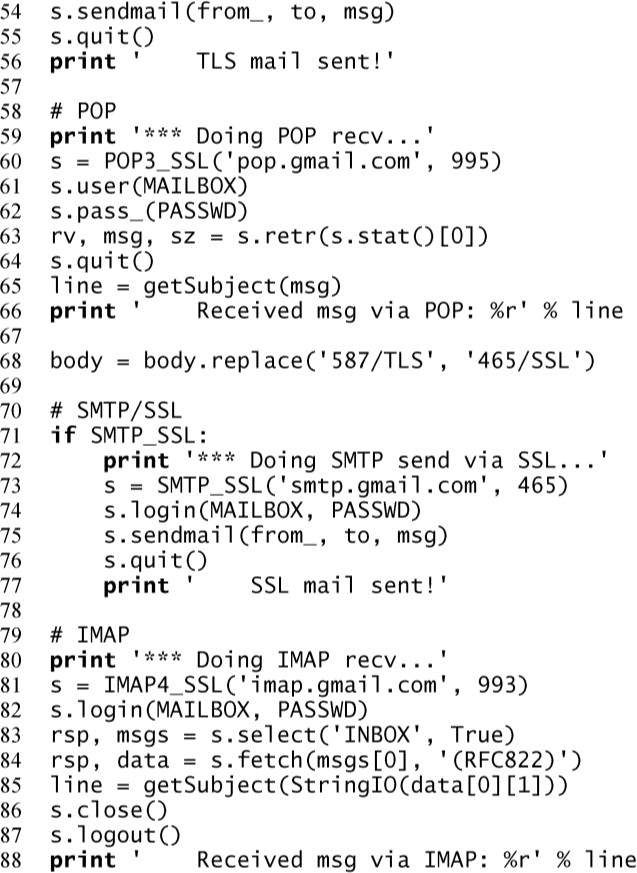 54 s.sendmail(from_, to, msg)
55 s.quit()
56 print '    TLS mail sent!'
57
58 # POP
59 print '*** Doing POP recv...'
60 s = POP3_SSL('pop.gmail.com', 995)
61 s.user(MAILBOX)
62 s.pass_(PASSWD)
63 rv, msg, sz = s.retr(s.stat()[0])
64 s.quit()
65 line = getSubject(msg)
66 print '    Received msg via POP: %r' % line
67
68 body = body.replace('587/TLS', '465/SSL')
69
70 # SMTP/SSL
71 if SMTP_SSL:
72     print '*** Doing SMTP send via SSL...'
73     s = SMTP_SSL('smtp.gmail.com', 465)
74     s.login(MAILBOX, PASSWD)
75     s.sendmail(from_, to, msg)
76     s.quit()
77     print '    SSL mail sent!'
78
79 # IMAP
80 print '*** Doing IMAP recv...'
81 s = IMAP4_SSL('imap.gmail.com', 993)
82 s.login(MAILBOX, PASSWD)
83 rsp, msgs = s.select('INBOX', True)
84 rsp, data = s.fetch(msgs[0], '(RFC822)')
85 line = getSubject(StringIO(data[0][1]))
86 s.close()
87 s.logout()
88 print '    Received msg via IMAP: %r' % line